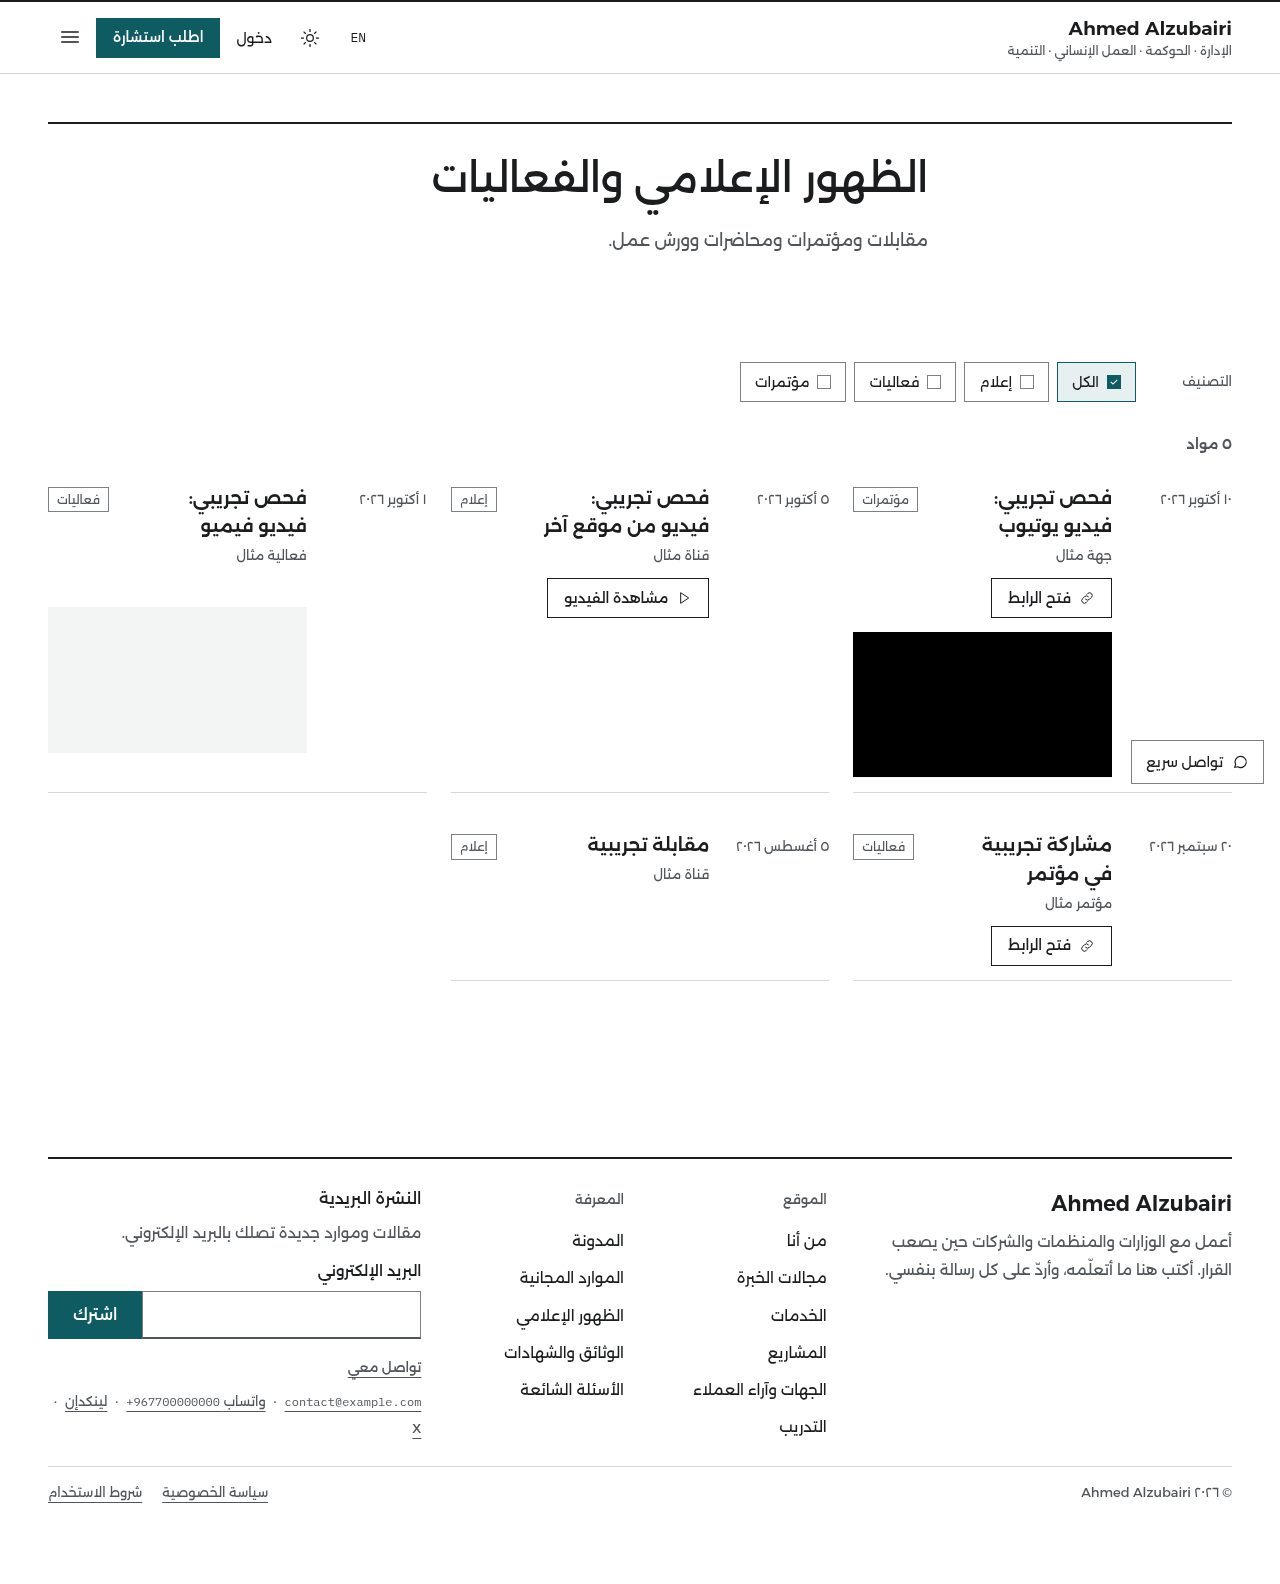 Ahmed Alzubairi
الإدارة · الحوكمة · العمل الإنساني · التنمية
EN
دخول
اطلب استشارة
الظهور الإعلامي والفعاليات
مقابلات ومؤتمرات ومحاضرات وورش عمل.
التصنيف
الكل
إعلام
فعاليات
مؤتمرات
٥ مواد
١٠ أكتوبر ٢٠٢٦
فحص تجريبي:
فيديو يوتيوب
مؤتمرات
جهة مثال
فتح الرابط
٥ أكتوبر ٢٠٢٦
فحص تجريبي:
فيديو من موقع آخر
إعلام
قناة مثال
مشاهدة الفيديو
١ أكتوبر ٢٠٢٦
فحص تجريبي:
فيديو فيميو
فعاليات
فعالية مثال
تواصل سريع
٢٠ سبتمبر ٢٠٢٦
مشاركة تجريبية
في مؤتمر
فعاليات
مؤتمر مثال
فتح الرابط
٥ أغسطس ٢٠٢٦
مقابلة تجريبية
إعلام
قناة مثال
Ahmed Alzubairi
أعمل مع الوزارات والمنظمات والشركات حين يصعب
القرار. أكتب هنا ما أتعلّمه، وأردّ على كل رسالة بنفسي.
الموقع
من أنا
مجالات الخبرة
الخدمات
المشاريع
الجهات وآراء العملاء
التدريب
المعرفة
المدونة
الموارد المجانية
الظهور الإعلامي
الوثائق والشهادات
الأسئلة الشائعة
النشرة البريدية
مقالات وموارد جديدة تصلك بالبريد الإلكتروني.
البريد الإلكتروني
اشترك
تواصل معي
contact@example.com · واتساب +967700000000 · لينكدإن ·
X
© ٢٠٢٦ Ahmed Alzubairi
سياسة الخصوصية
شروط الاستخدام